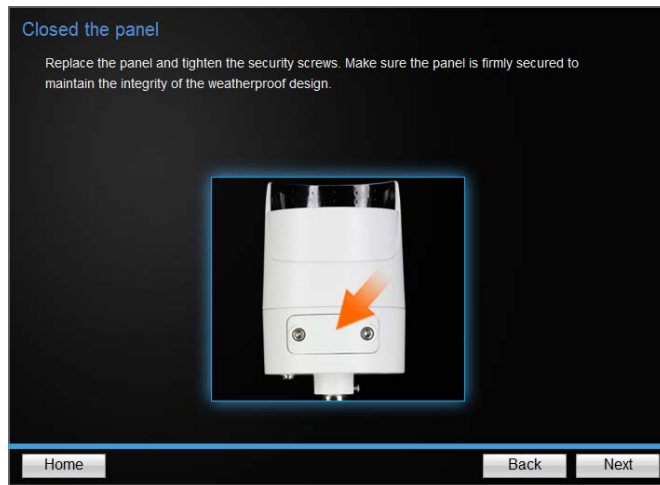 Closed the panel
Replace the panel and tighten the security screws. Make sure the panel is firmly secured to
maintain the integrity of the weatherproof design.
Home
Back
Next